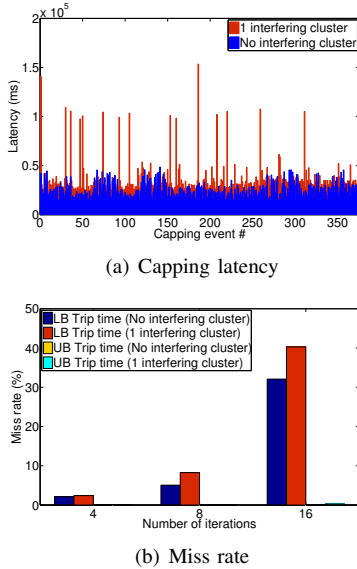 x 10⁵
2
1 interfering cluster
No interfering cluster
1.5
1
0.5
0
Latency (ms)
0 50 100 150 200 250 300 350
Capping event #
(a) Capping latency
50
LB Trip time (No interfering cluster)
LB Trip time (1 interfering cluster)
UB Trip time (No interfering cluster)
UB Trip time (1 interfering cluster)
40
30
20
10
0
Miss rate (%)
4 8 16
Number of iterations
(b) Miss rate